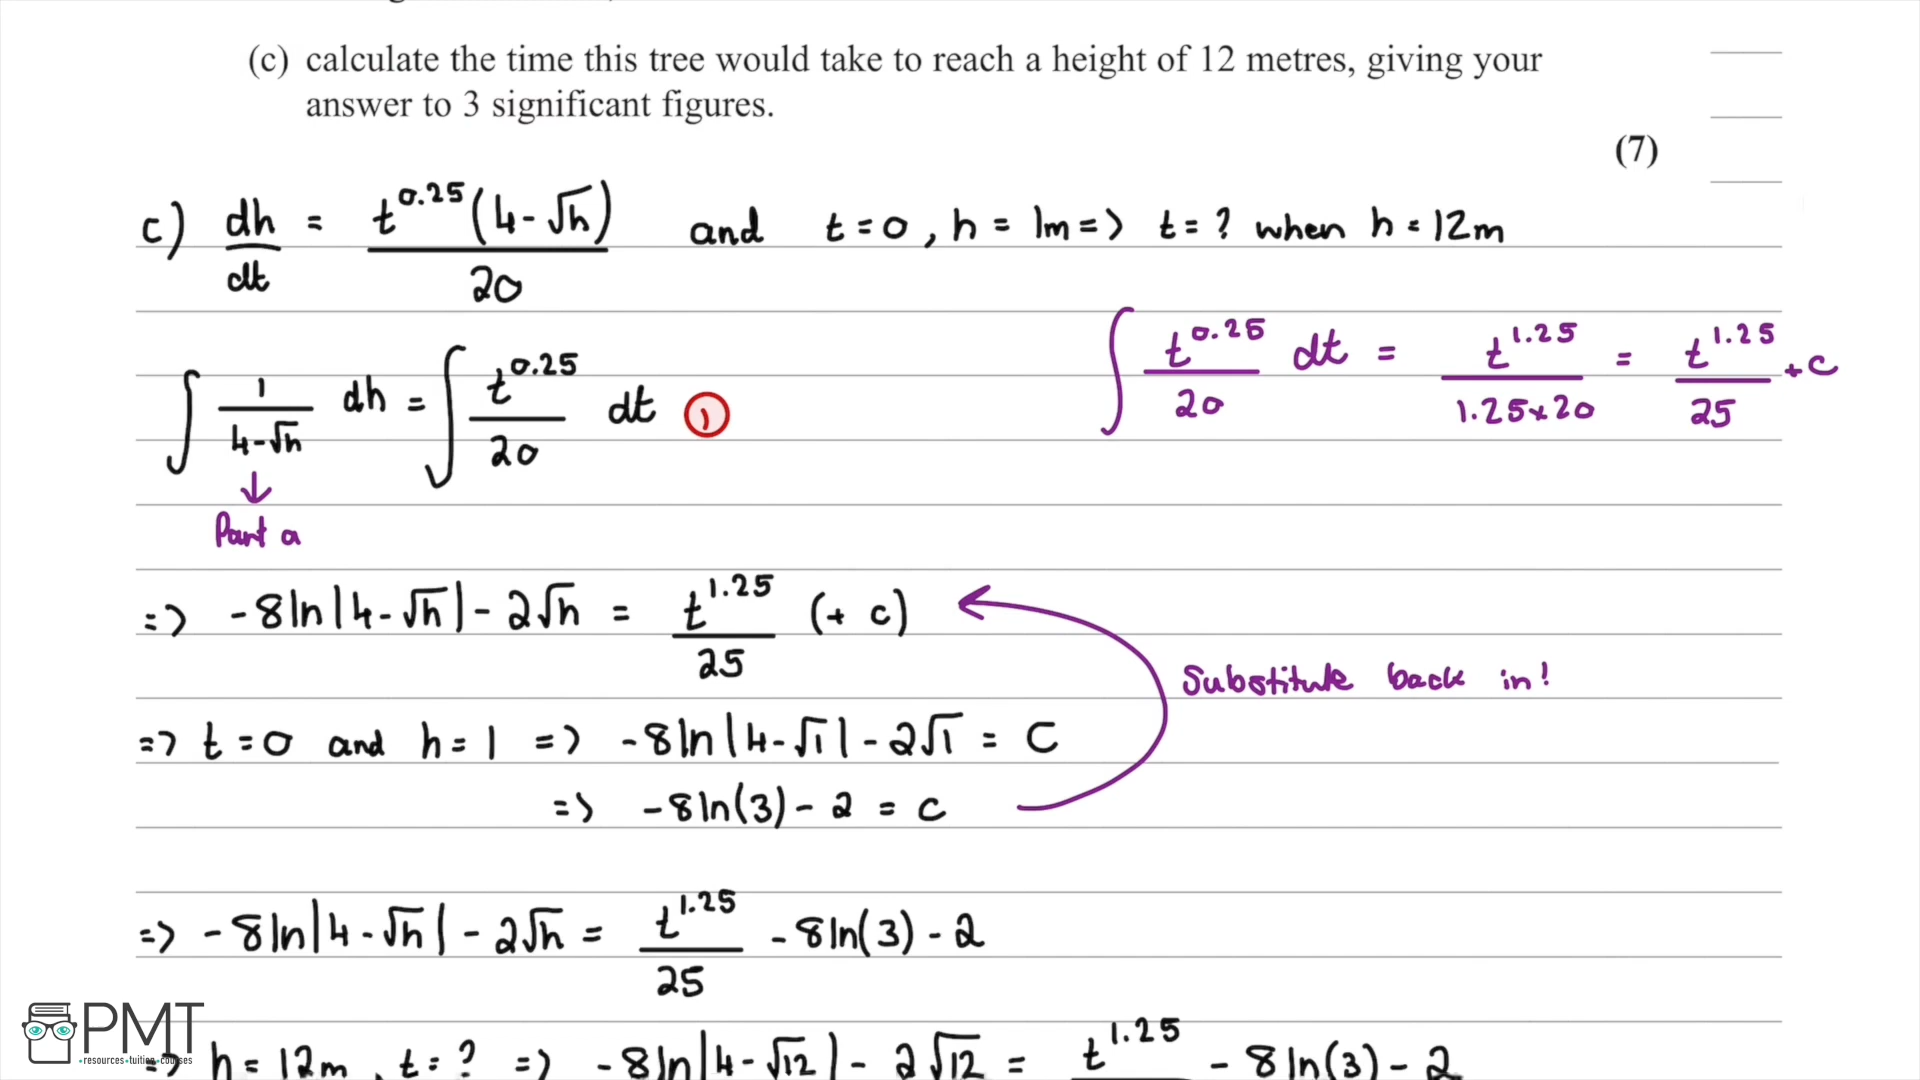 (c) calculate the time this tree would take to reach a height of 12 metres, giving your
answer to 3 significant figures.
(7)
c) dh/dt = t^0.25(4-√h)/20 and t=0, h = 1m => t = ? when h = 12m
∫ t^0.25/20 dt = t^1.25/1.25×20 = t^1.25/25 + c
∫ 1/4-√h dh = ∫ t^0.25/20 dt 1
↓
Part a
=> -8ln|4-√h| - 2√h = t^1.25/25 (+ c)
Substitute back in!
=> t=0 and h=1 => -8ln|4-√1| - 2√1 = C
=> -8ln(3) - 2 = C
=> -8ln|4-√h| - 2√h = t^1.25/25 - 8ln(3) - 2
=> h = 12m, t = ? => -8ln|4-√12| - 2√12 = t^1.25 - 8ln(3) - 2
PMT
•resources•tuition•courses